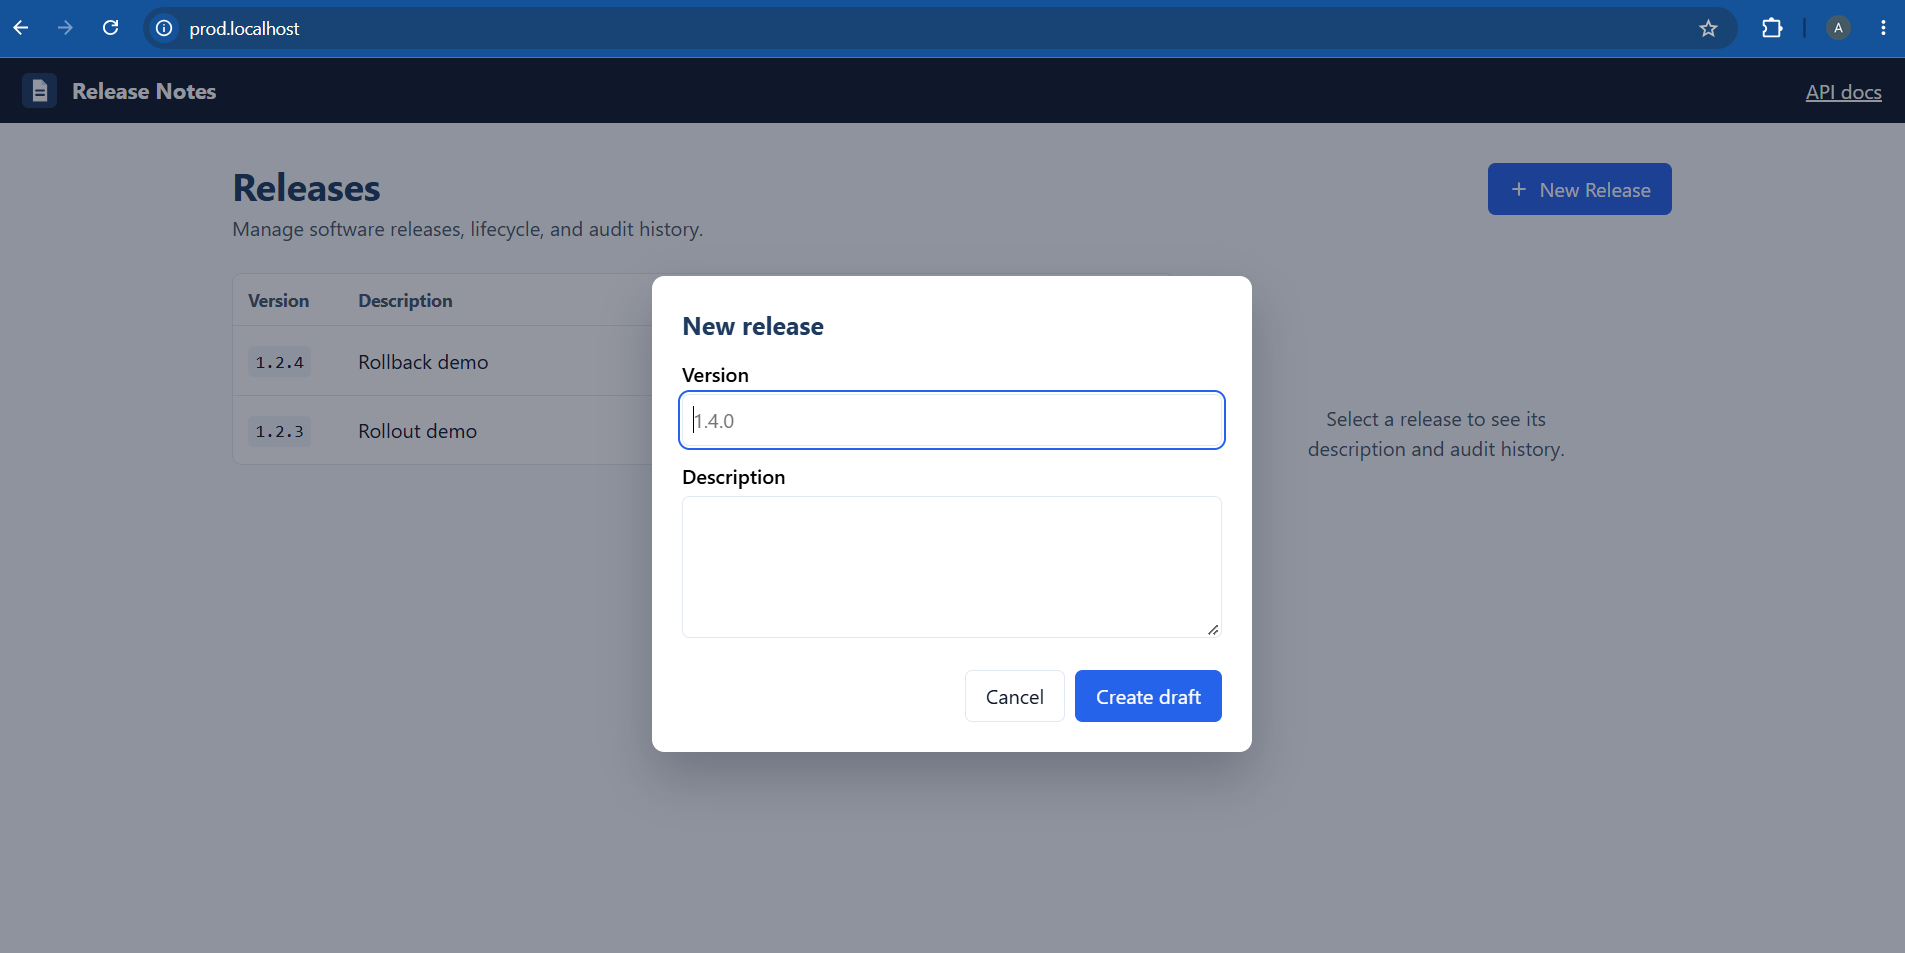 prod.localhost
A
Release Notes
API docs
Releases
+ New Release
Manage software releases, lifecycle, and audit history.
Version Description
1.2.4 Rollback demo
1.2.3 Rollout demo
Select a release to see its
description and audit history.
New release
Version
1.4.0
Description
Cancel Create draft